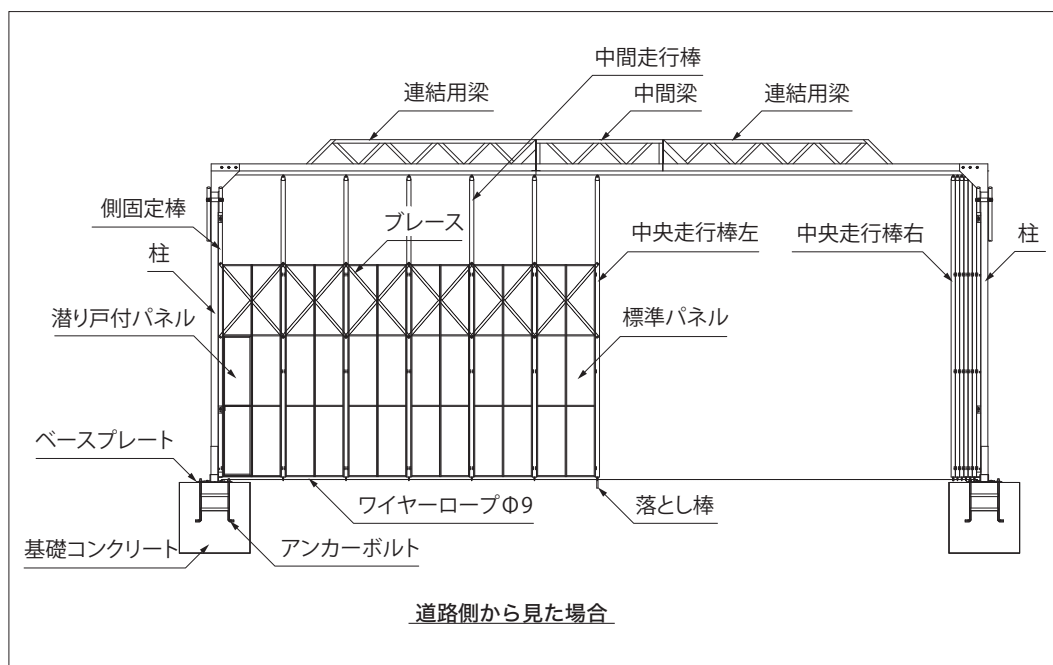 中間走行棒
連結用梁
中間梁
連結用梁
側固定棒
ブレース
中央走行棒左
中央走行棒右
柱
柱
潜り戸付パネル
標準パネル
ベースプレート
ワイヤーロープΦ9
落とし棒
基礎コンクリート
アンカーボルト
道路側から見た場合